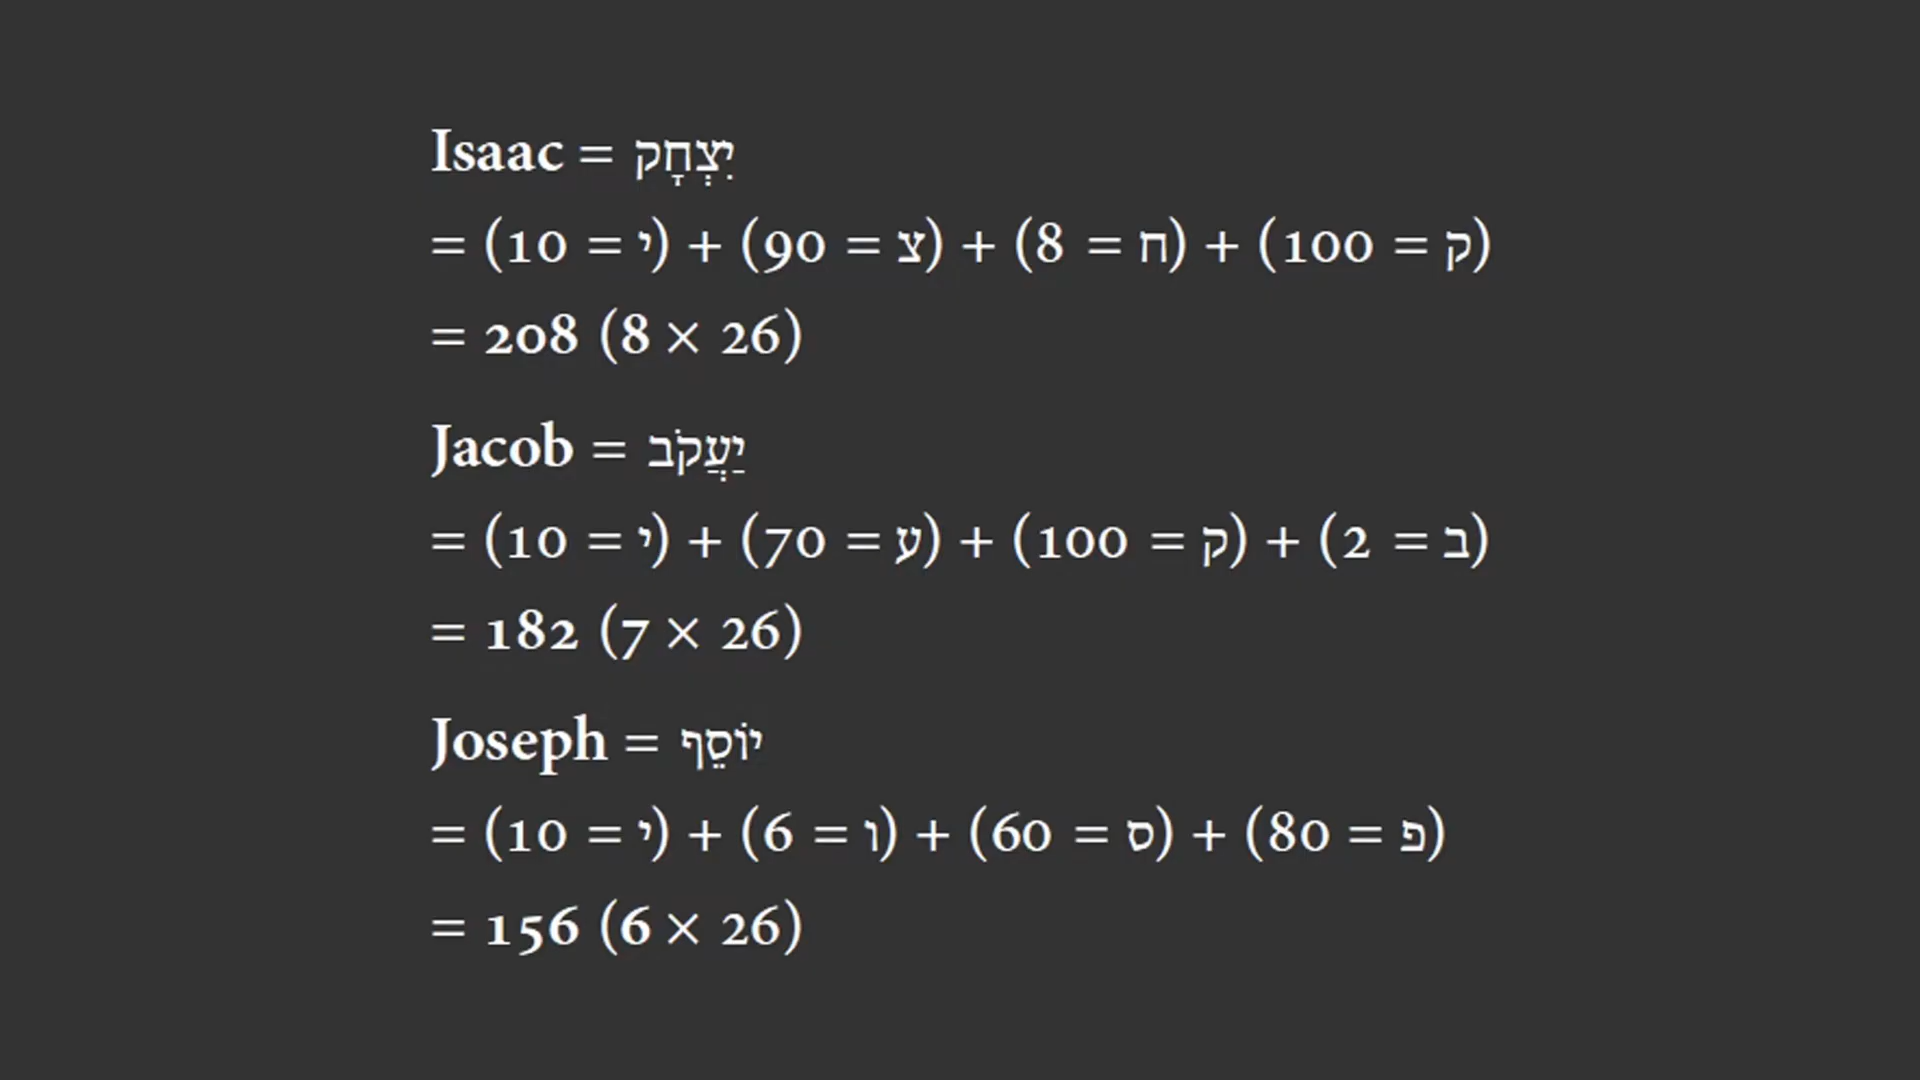 Isaac = יִצְחָק
= (10 = י) + (90 = צ) + (8 = ח) + (100 = ק)
= 208 (8 × 26)
Jacob = יַעֲקֹב
= (10 = י) + (70 = ע) + (100 = ק) + (2 = ב)
= 182 (7 × 26)
Joseph = יוֹסֵף
= (10 = י) + (6 = ו) + (60 = ס) + (80 = פ)
= 156 (6 × 26)